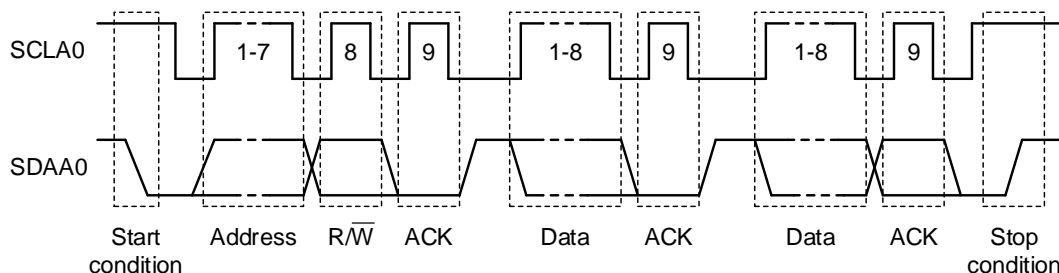 SCLA0
1-7
8
9
1-8
9
1-8
9
SDAA0
Start
condition
Address
R/W̅
ACK
Data
ACK
Data
ACK
Stop
condition